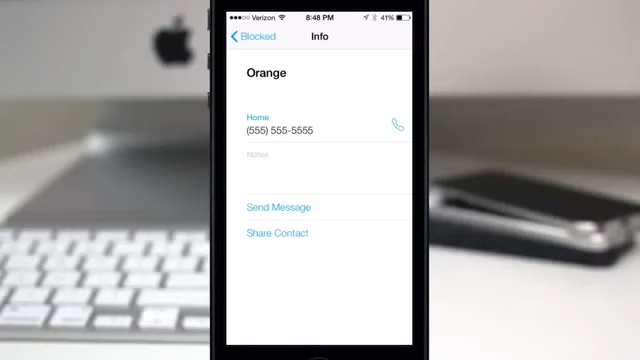 Verizon 8:48 PM 41%
Blocked Info
Orange
Home
(555) 555-5555
Notes
Send Message
Share Contact